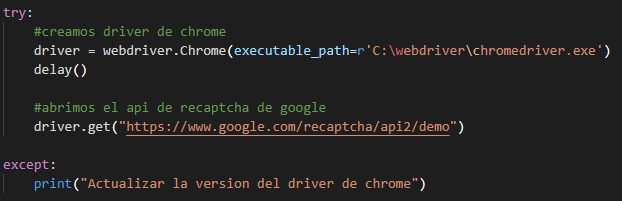 try:
    #creamos driver de chrome
    driver = webdriver.Chrome(executable_path=r'C:\webdriver\chromedriver.exe')
    delay()

    #abrimos el api de recaptcha de google
    driver.get("https://www.google.com/recaptcha/api2/demo")

except:
    print("Actualizar la version del driver de chrome")